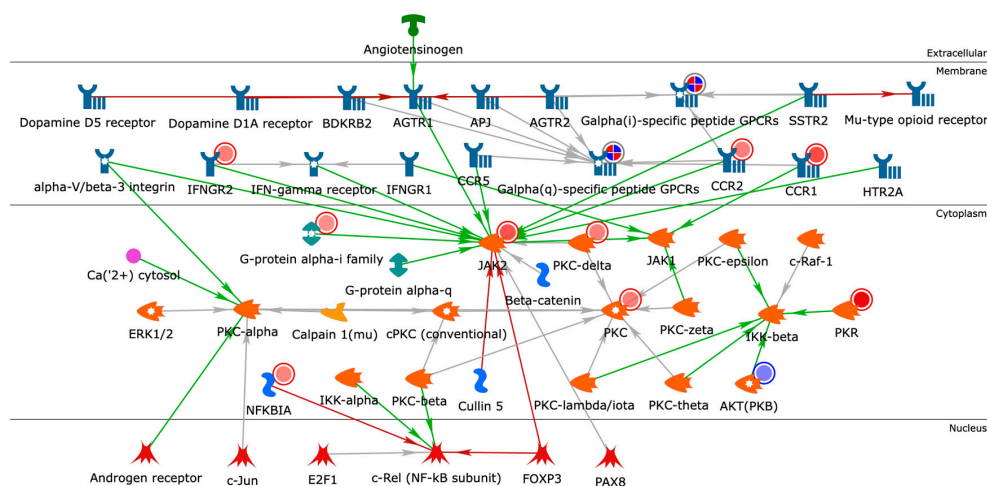 Angiotensinogen
Extracellular
Membrane
Dopamine D5 receptor
Dopamine D1A receptor
BDKRB2
AGTR1
APJ
AGTR2
Galpha(i)-specific peptide GPCRs
SSTR2
Mu-type opioid receptor
alpha-V/beta-3 integrin
IFNGR2
IFN-gamma receptor
IFNGR1
CCR5
Galpha(q)-specific peptide GPCRs
CCR2
CCR1
HTR2A
Cytoplasm
G-protein alpha-i family
JAK2
PKC-delta
JAK1
PKC-epsilon
c-Raf-1
Ca('2+) cytosol
G-protein alpha-q
Beta-catenin
ERK1/2
PKC-alpha
Calpain 1(mu)
cPKC (conventional)
PKC
PKC-zeta
IKK-beta
PKR
NFKBIA
IKK-alpha
PKC-beta
Cullin 5
PKC-lambda/iota
PKC-theta
AKT(PKB)
Nucleus
Androgen receptor
c-Jun
E2F1
c-Rel (NF-kB subunit)
FOXP3
PAX8